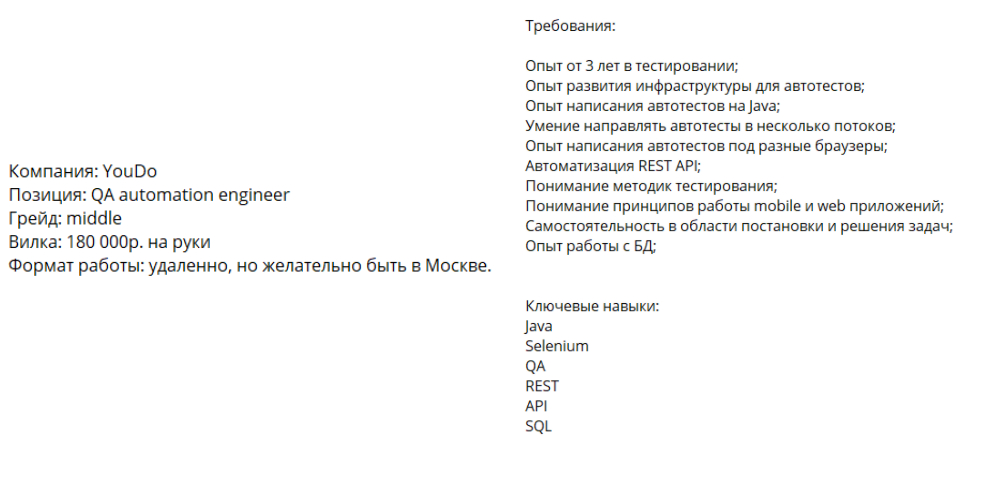 Компания: YouDo
Позиция: QA automation engineer
Грейд: middle
Вилка: 180 000р. на руки
Формат работы: удаленно, но желательно быть в Москве.
Требования:
Опыт от 3 лет в тестировании;
Опыт развития инфраструктуры для автотестов;
Опыт написания автотестов на Java;
Умение направлять автотесты в несколько потоков;
Опыт написания автотестов под разные браузеры;
Автоматизация REST API;
Понимание методик тестирования;
Понимание принципов работы mobile и web приложений;
Самостоятельность в области постановки и решения задач;
Опыт работы с БД;
Ключевые навыки:
Java
Selenium
QA
REST
API
SQL